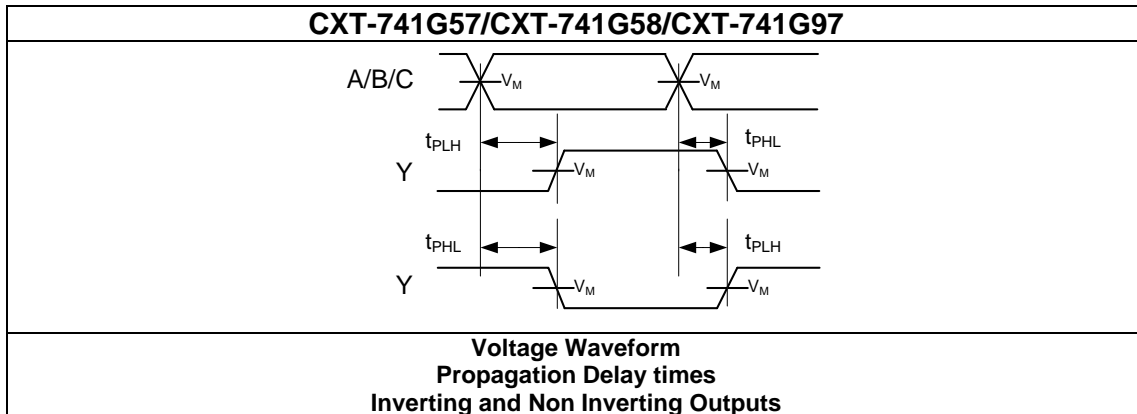 CXT-741G57/CXT-741G58/CXT-741G97
A/B/C VM VM
tPLH tPHL
Y VM VM
tPHL tPLH
Y VM VM
Voltage Waveform
Propagation Delay times
Inverting and Non Inverting Outputs